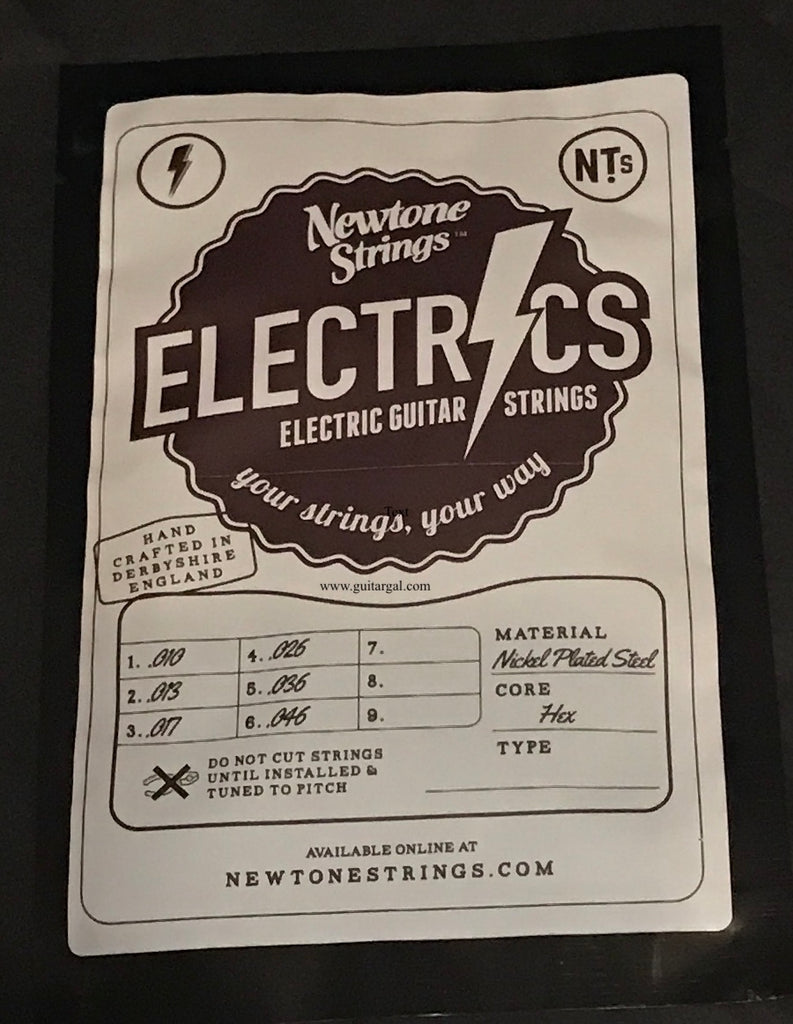 NTs
Newtone
Strings™
ELECTRICS
ELECTRIC GUITAR STRINGS
your strings, your way
Text
HAND
CRAFTED IN
DERBYSHIRE
ENGLAND
www.guitargal.com
1. .010 4. .026 7.
2. .013 5. .036 8.
3. .017 6. .046 9.
MATERIAL
Nickel Plated Steel
CORE
Hex
TYPE
DO NOT CUT STRINGS
UNTIL INSTALLED &
TUNED TO PITCH
AVAILABLE ONLINE AT
NEWTONESTRINGS.COM